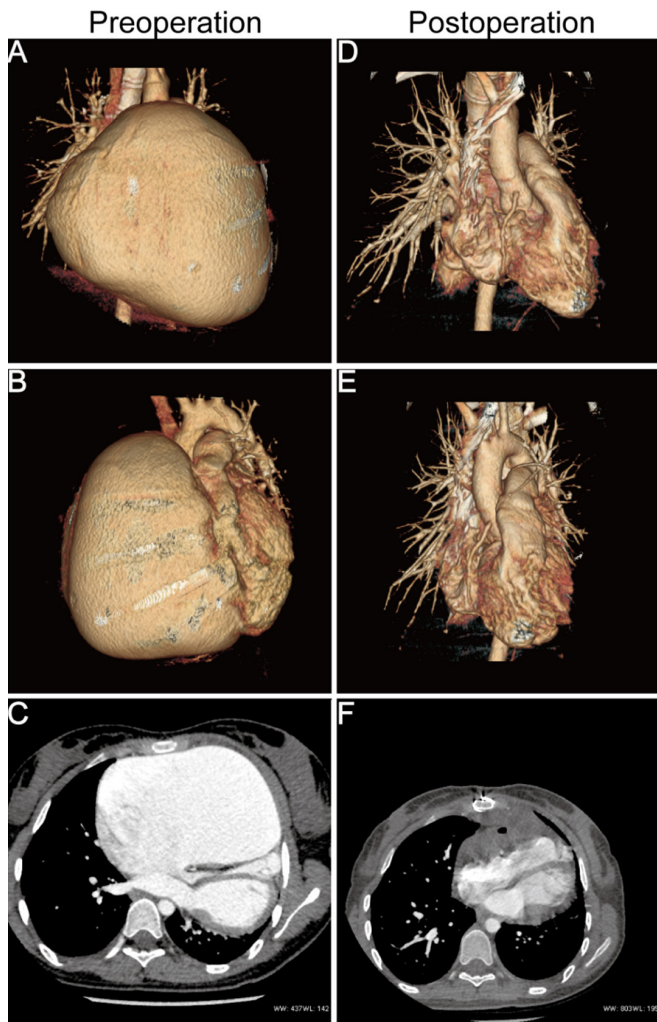 Preoperation
Postoperation
A
D
B
E
C
F
WW: 437WL: 142
WW: 803WL: 195